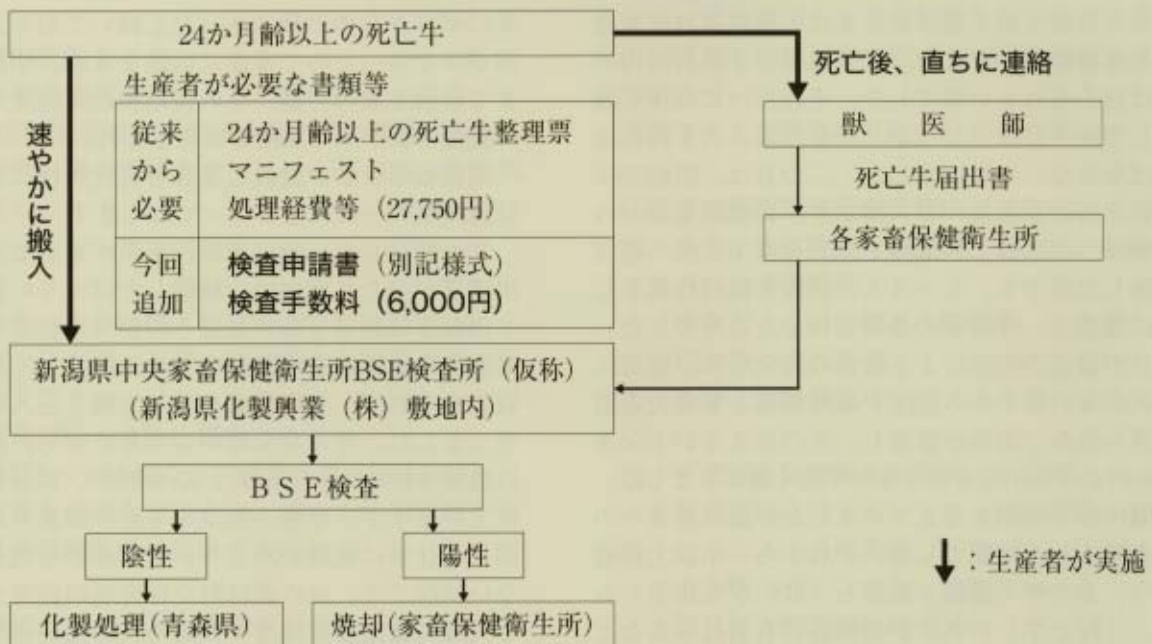 24か月齢以上の死亡牛
死亡後、直ちに連絡
生産者が必要な書類等
速やかに搬入
従来 24か月齢以上の死亡牛整理票
から マニフェスト
必要 処理経費等（27,750円）
今回 検査申請書（別記様式）
追加 検査手数料（6,000円）
獣医師
死亡牛届出書
各家畜保健衛生所
新潟県中央家畜保健衛生所BSE検査所（仮称）
（新潟県化製興業（株）敷地内）
ＢＳＥ検査
陰性
陽性
：生産者が実施
化製処理(青森県)
焼却(家畜保健衛生所)